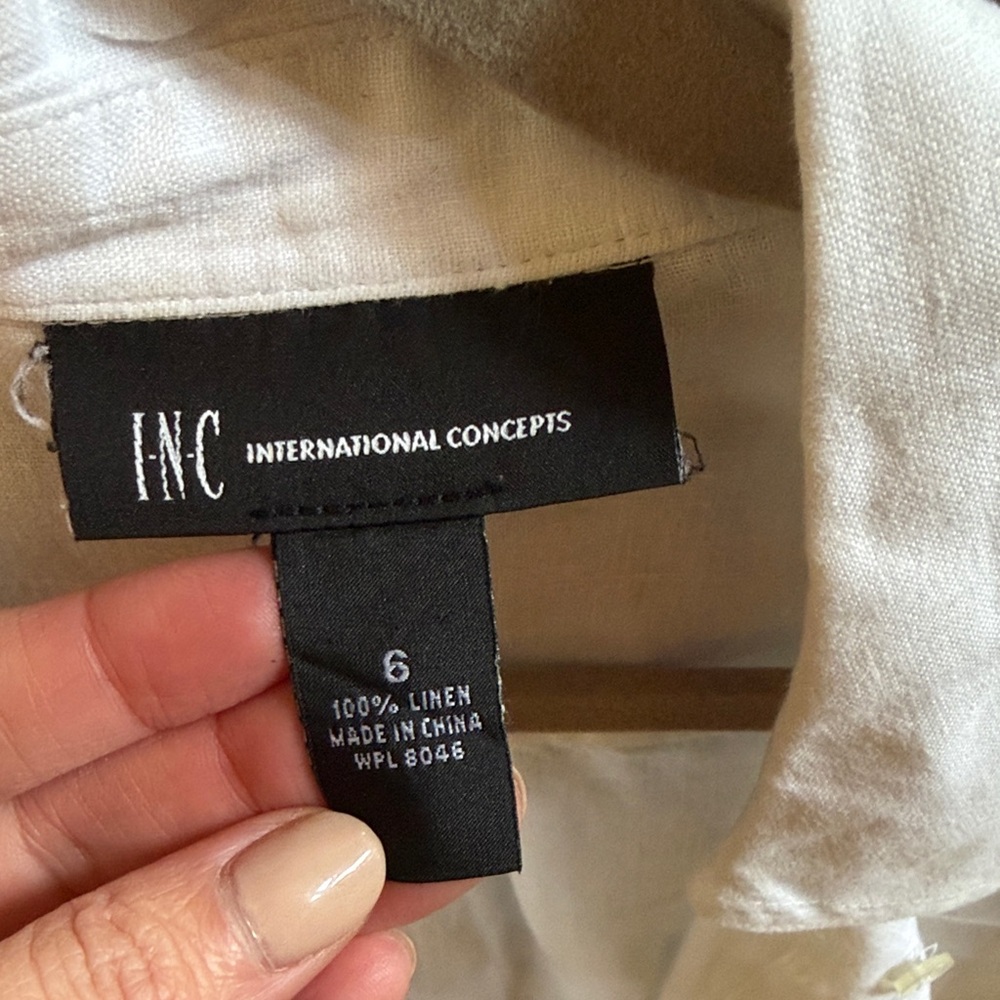 I·N·C INTERNATIONAL CONCEPTS
6
100% LINEN
MADE IN CHINA
WPL 8046